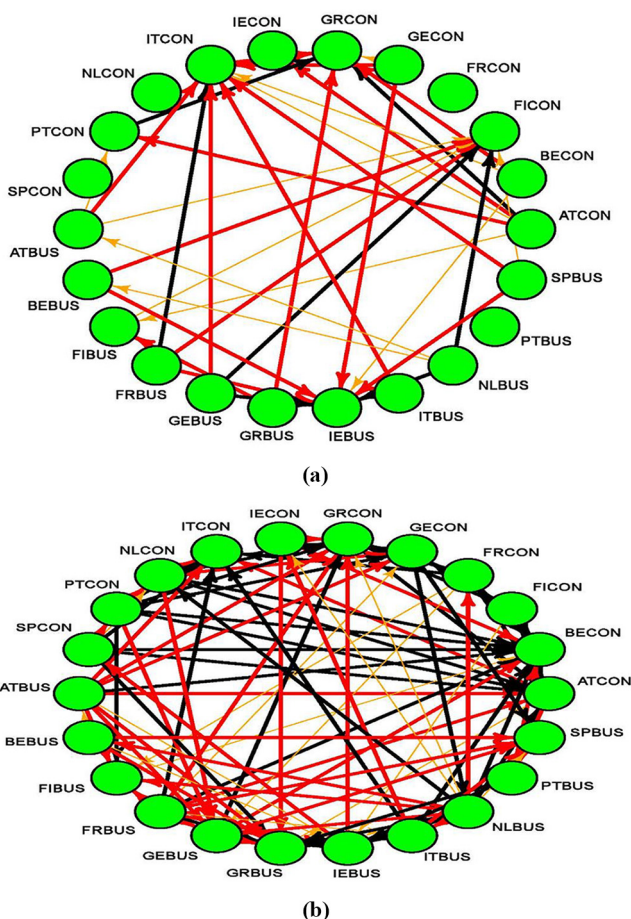 IECON
GRCON
ITCON
GECON
NLCON
FRCON
PTCON
FICON
SPCON
BECON
ATBUS
ATCON
BEBUS
SPBUS
FIBUS
PTBUS
FRBUS
NLBUS
GEBUS
ITBUS
GRBUS
IEBUS
(a)
IECON
GRCON
ITCON
GECON
NLCON
FRCON
PTCON
FICON
SPCON
BECON
ATBUS
ATCON
BEBUS
SPBUS
FIBUS
PTBUS
FRBUS
NLBUS
GEBUS
ITBUS
GRBUS
IEBUS
(b)